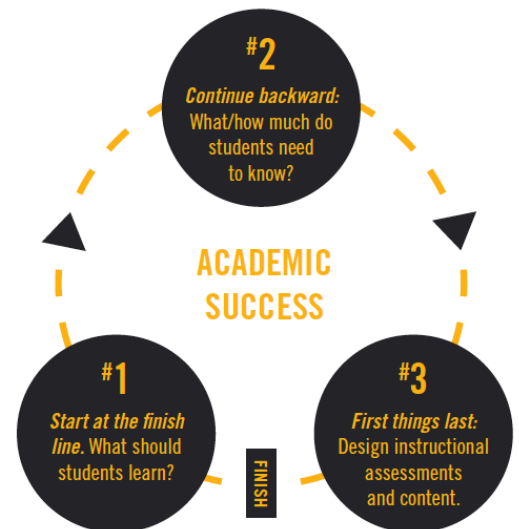 #2
Continue backward:
What/how much do
students need
to know?
ACADEMIC
SUCCESS
#1
Start at the finish
line. What should
students learn?
#3
First things last:
Design instructional
assessments
and content.
FINISH